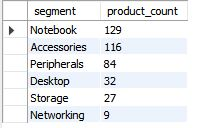 segment product_count
Notebook 129
Accessories 116
Peripherals 84
Desktop 32
Storage 27
Networking 9